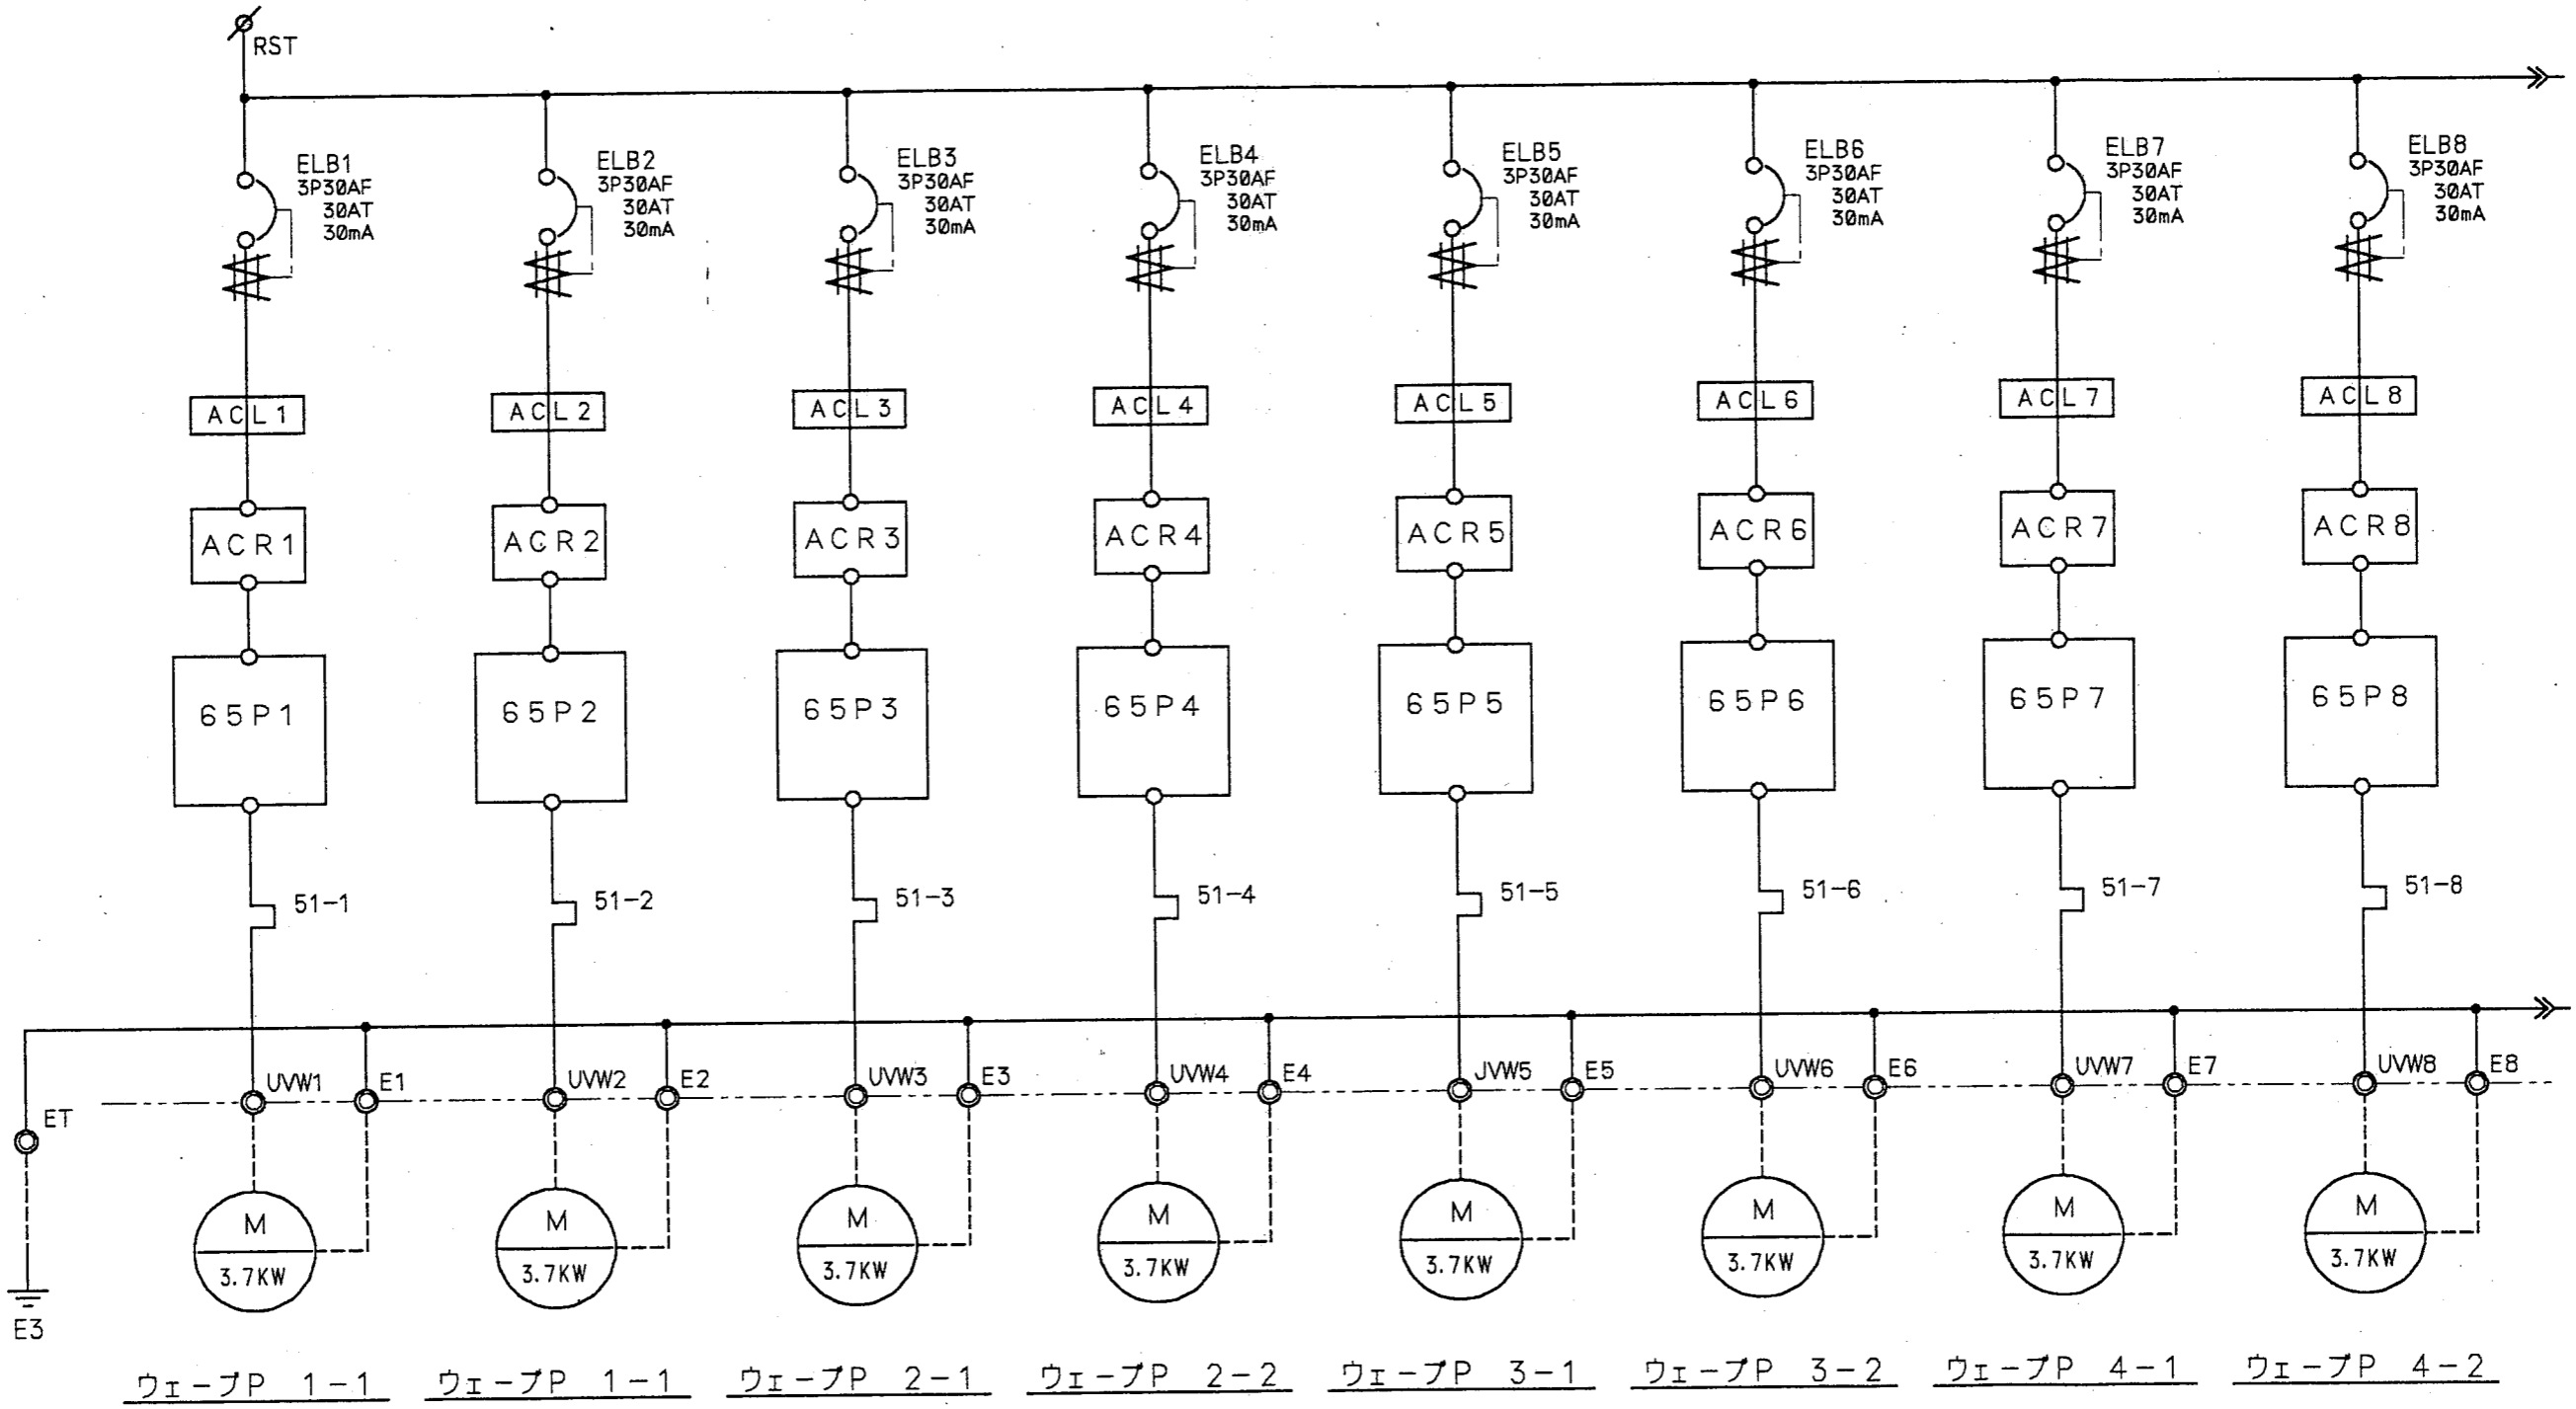 RST
ELB1
3P30AF
30AT
30mA
ELB2
3P30AF
30AT
30mA
ELB3
3P30AF
30AT
30mA
ELB4
3P30AF
30AT
30mA
ELB5
3P30AF
30AT
30mA
ELB6
3P30AF
30AT
30mA
ELB7
3P30AF
30AT
30mA
ELB8
3P30AF
30AT
30mA
ACL1
ACL2
ACL3
ACL4
ACL5
ACL6
ACL7
ACL8
ACR1
ACR2
ACR3
ACR4
ACR5
ACR6
ACR7
ACR8
65P1
65P2
65P3
65P4
65P5
65P6
65P7
65P8
51-1
51-2
51-3
51-4
51-5
51-6
51-7
51-8
ET
UVW1
E1
UVW2
E2
UVW3
E3
UVW4
E4
JVW5
E5
UVW6
E6
UVW7
E7
UVW8
E8
M
3.7KW
M
3.7KW
M
3.7KW
M
3.7KW
M
3.7KW
M
3.7KW
M
3.7KW
M
3.7KW
E3
ウェーブP 1-1
ウェーブP 1-1
ウェーブP 2-1
ウェーブP 2-2
ウェーブP 3-1
ウェーブP 3-2
ウェーブP 4-1
ウェーブP 4-2